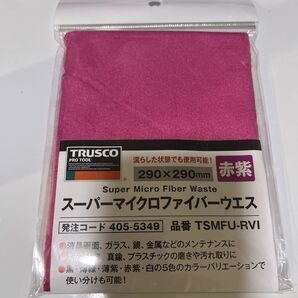 TRUSCO
PRO TOOL
濡らした状態でも使用可能!
290×290mm
赤紫
Super Micro Fiber Waste
スーパーマイクロファイバーウエス
発注コード 405-5349
品番 TSMFU-RVI
●液晶画面、ガラス、鏡、金属などのメンテナンスに
真鍮、プラスチックの磨きや汚れ取りに
●黒・薄緑・薄紫・赤紫・白の5色のカラーバリエーションで
使い分けも可能!